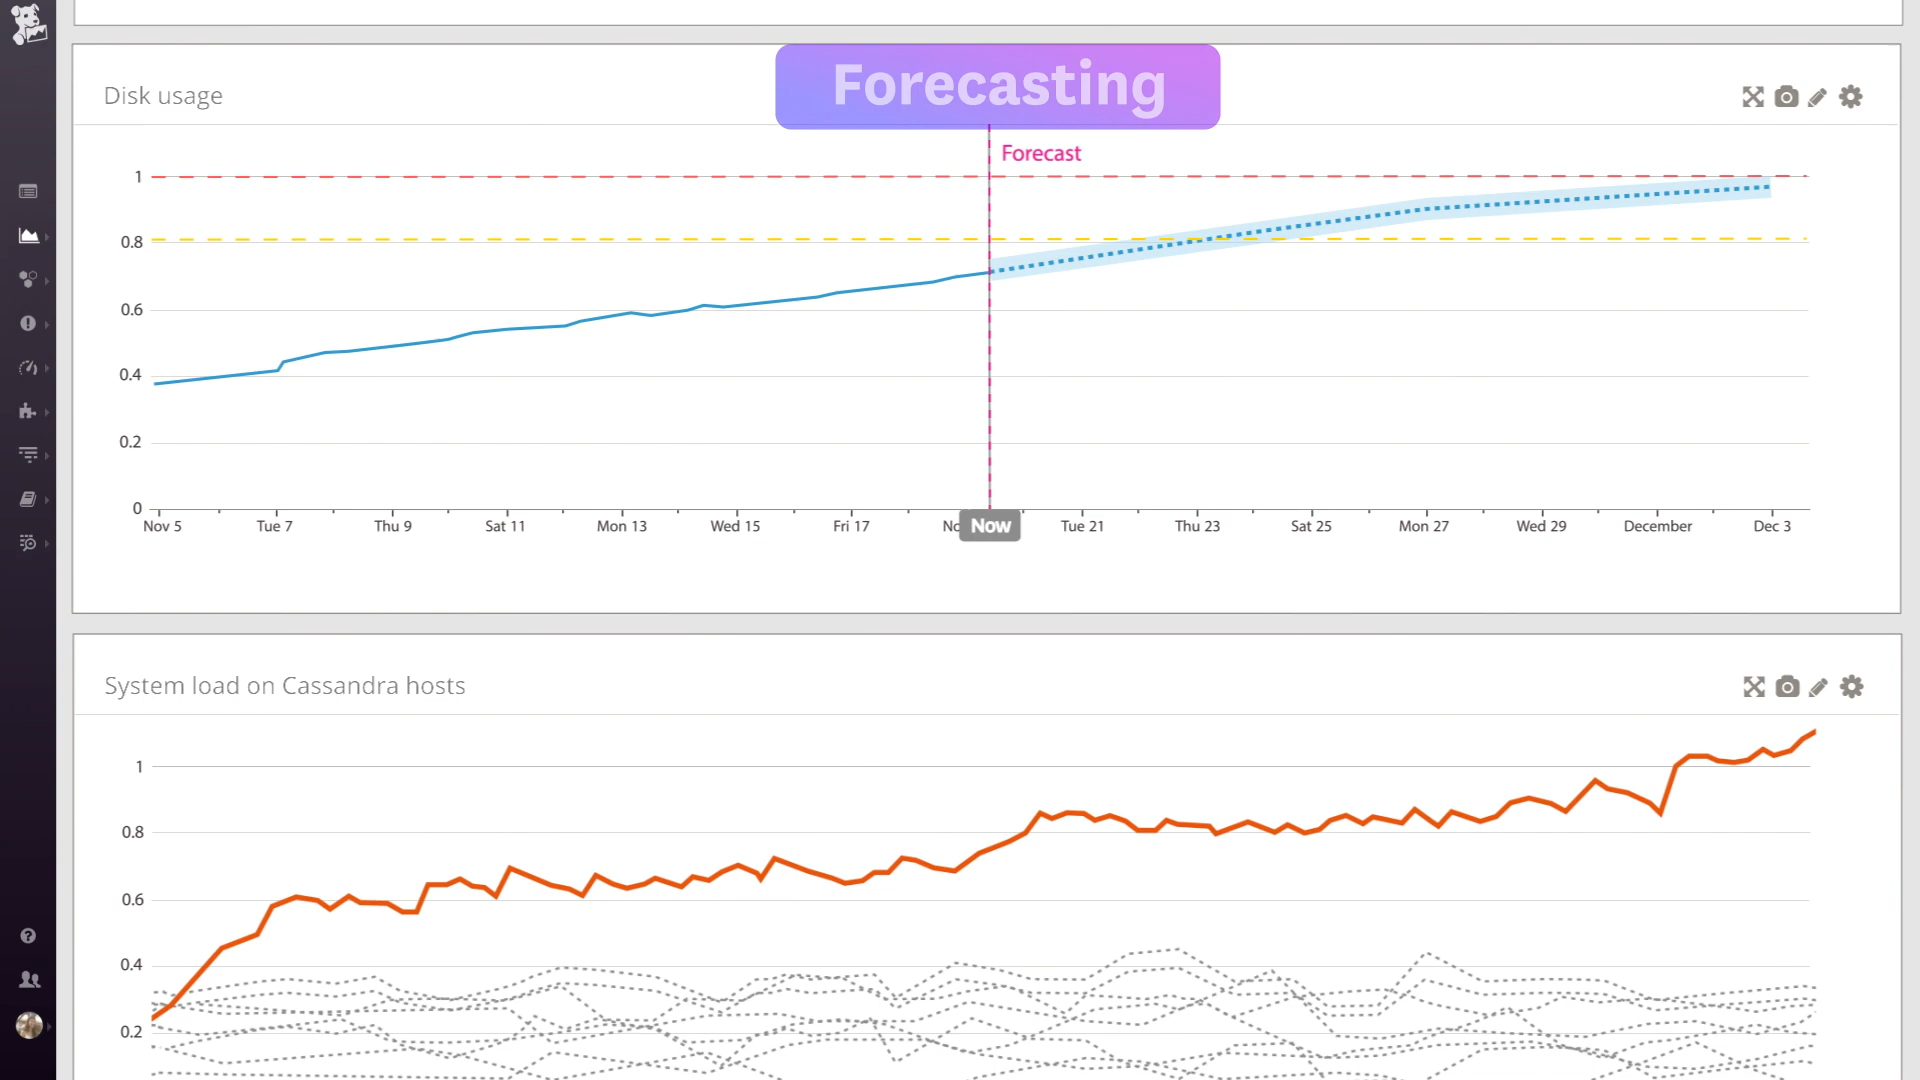 Forecasting
Disk usage
Forecast
1
0.8
0.6
0.4
0.2
0
Nov 5 Tue 7 Thu 9 Sat 11 Mon 13 Wed 15 Fri 17 No Now Tue 21 Thu 23 Sat 25 Mon 27 Wed 29 December Dec 3
System load on Cassandra hosts
1
0.8
0.6
0.4
0.2